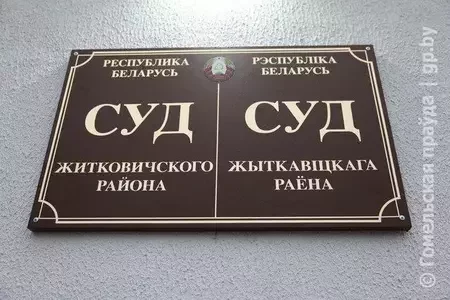 РЕСПУБЛИКА
БЕЛАРУСЬ
СУД
ЖИТКОВИЧСКОГО
РАЙОНА
РЭСПУБЛІКА
БЕЛАРУСЬ
СУД
ЖЫТКАВІЦКАГА
РАЁНА
© Гомельская праўда | gp.by